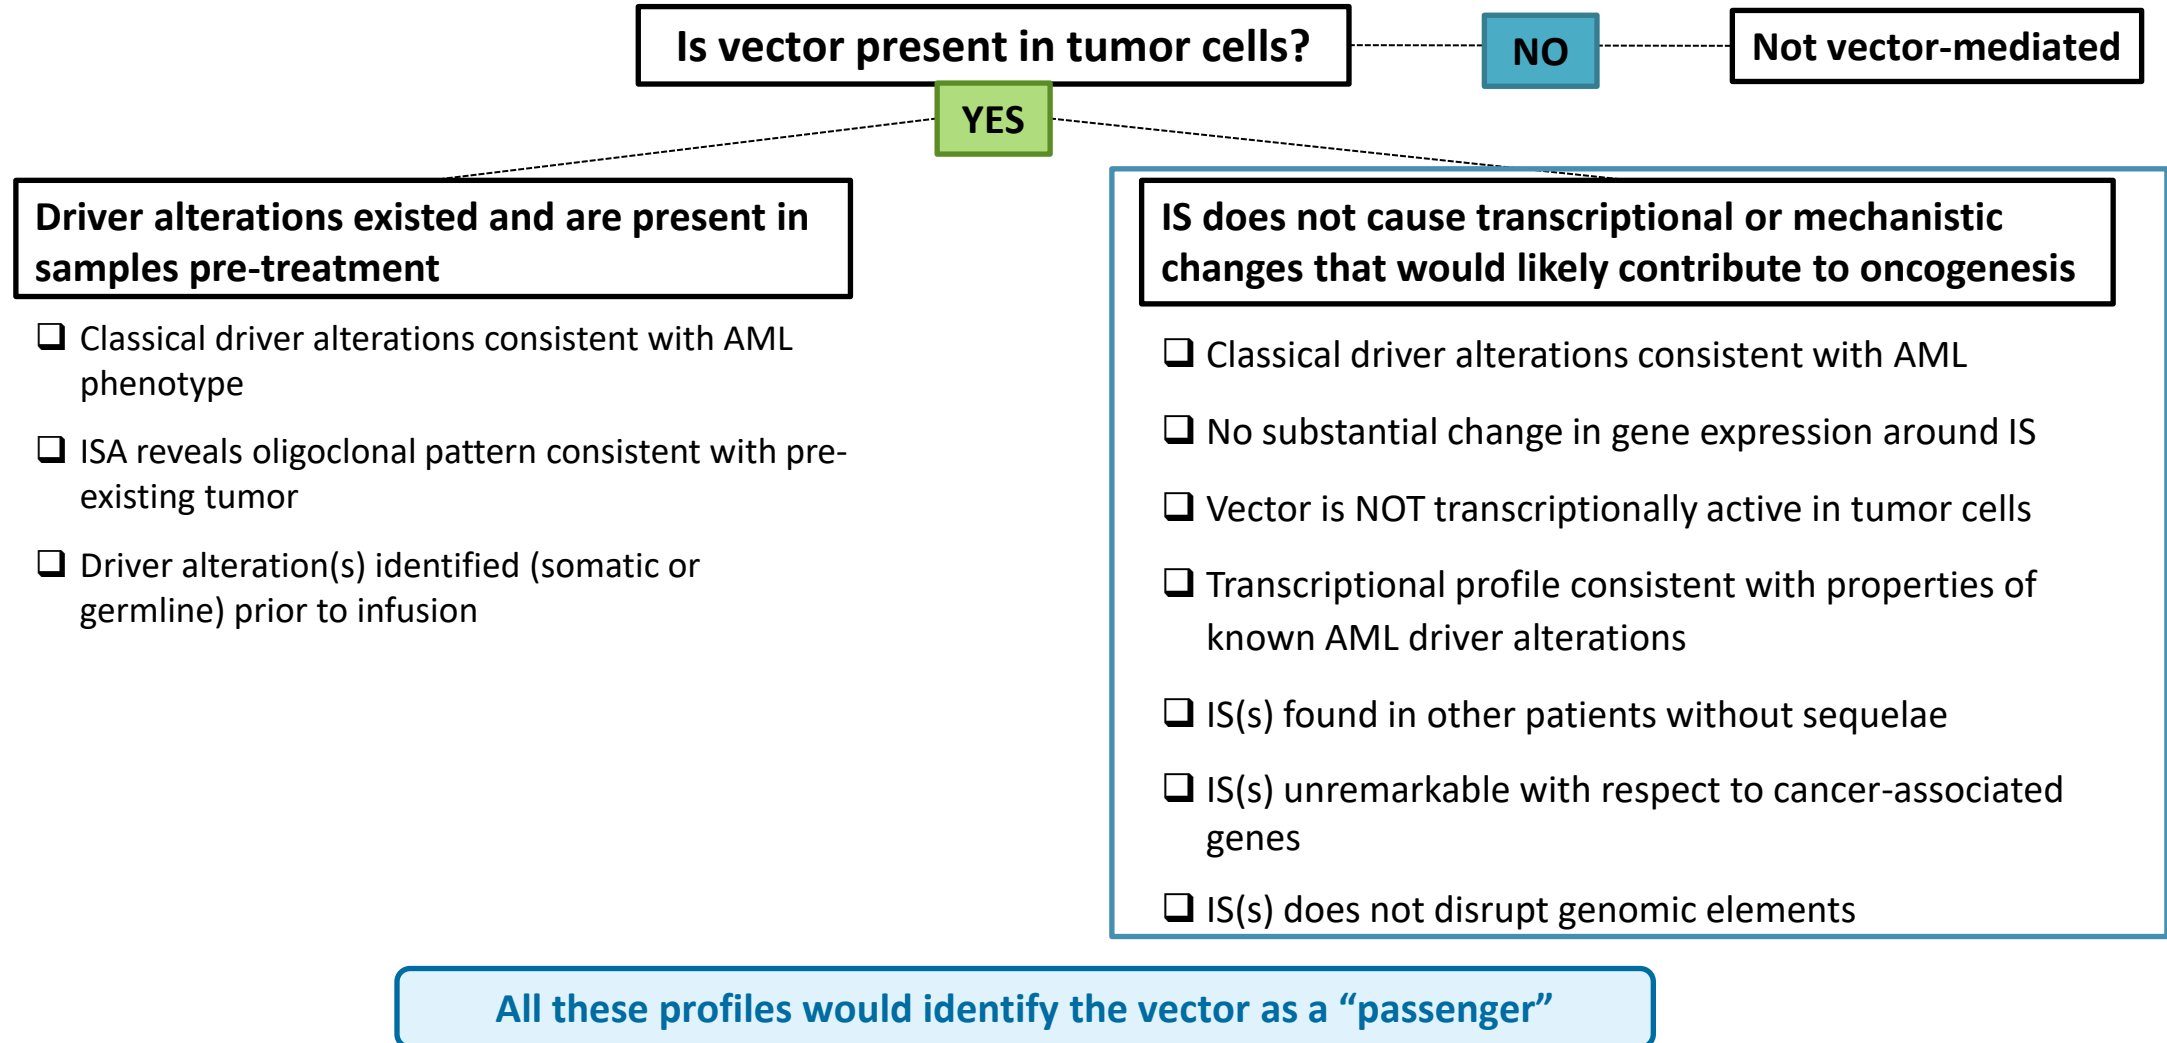 Is vector present in tumor cells?
NO
Not vector-mediated
YES
Driver alterations existed and are present in
samples pre-treatment
❑ Classical driver alterations consistent with AML
phenotype
❑ ISA reveals oligoclonal pattern consistent with pre-
existing tumor
❑ Driver alteration(s) identified (somatic or
germline) prior to infusion
IS does not cause transcriptional or mechanistic
changes that would likely contribute to oncogenesis
❑ Classical driver alterations consistent with AML
❑ No substantial change in gene expression around IS
❑ Vector is NOT transcriptionally active in tumor cells
❑ Transcriptional profile consistent with properties of
known AML driver alterations
❑ IS(s) found in other patients without sequelae
❑ IS(s) unremarkable with respect to cancer-associated
genes
❑ IS(s) does not disrupt genomic elements
All these profiles would identify the vector as a “passenger”